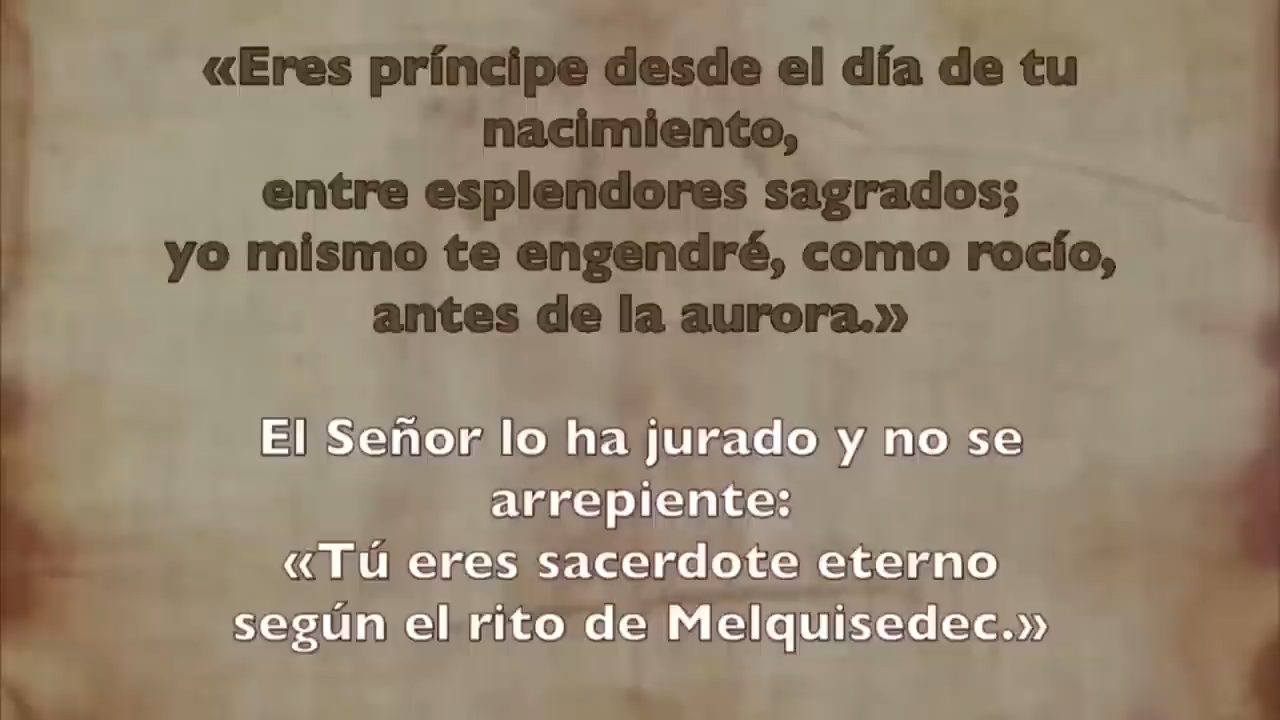 «Eres príncipe desde el día de tu
nacimiento,
entre esplendores sagrados;
yo mismo te engendré, como rocío,
antes de la aurora.»
El Señor lo ha jurado y no se
arrepiente:
«Tú eres sacerdote eterno
según el rito de Melquisedec.»